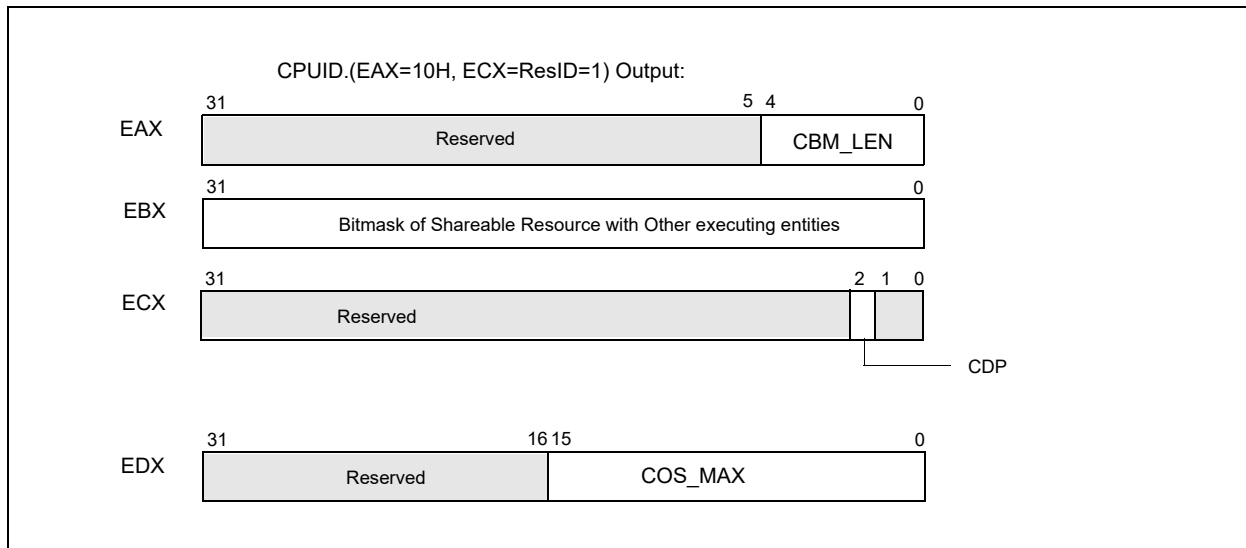 CPUID.(EAX=10H, ECX=ResID=1) Output:
31 5 4 0
EAX Reserved CBM_LEN
31 0
EBX Bitmask of Shareable Resource with Other executing entities
31 2 1 0
ECX Reserved
CDP
31 16 15 0
EDX Reserved COS_MAX